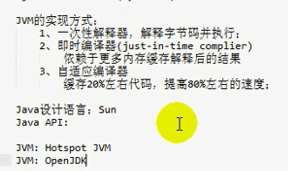 JVM的实现方式:
1、一次性解释器，解释字节码并执行;
2、即时编译器(just-in-time complier)
依赖于更多内存缓存解释后的结果
3、自适应编译器
缓存20%左右代码，提高80%左右的速度;
Java设计语言：Sun
Java API:
JVM: Hotspot JVM
JVM: OpenJDk